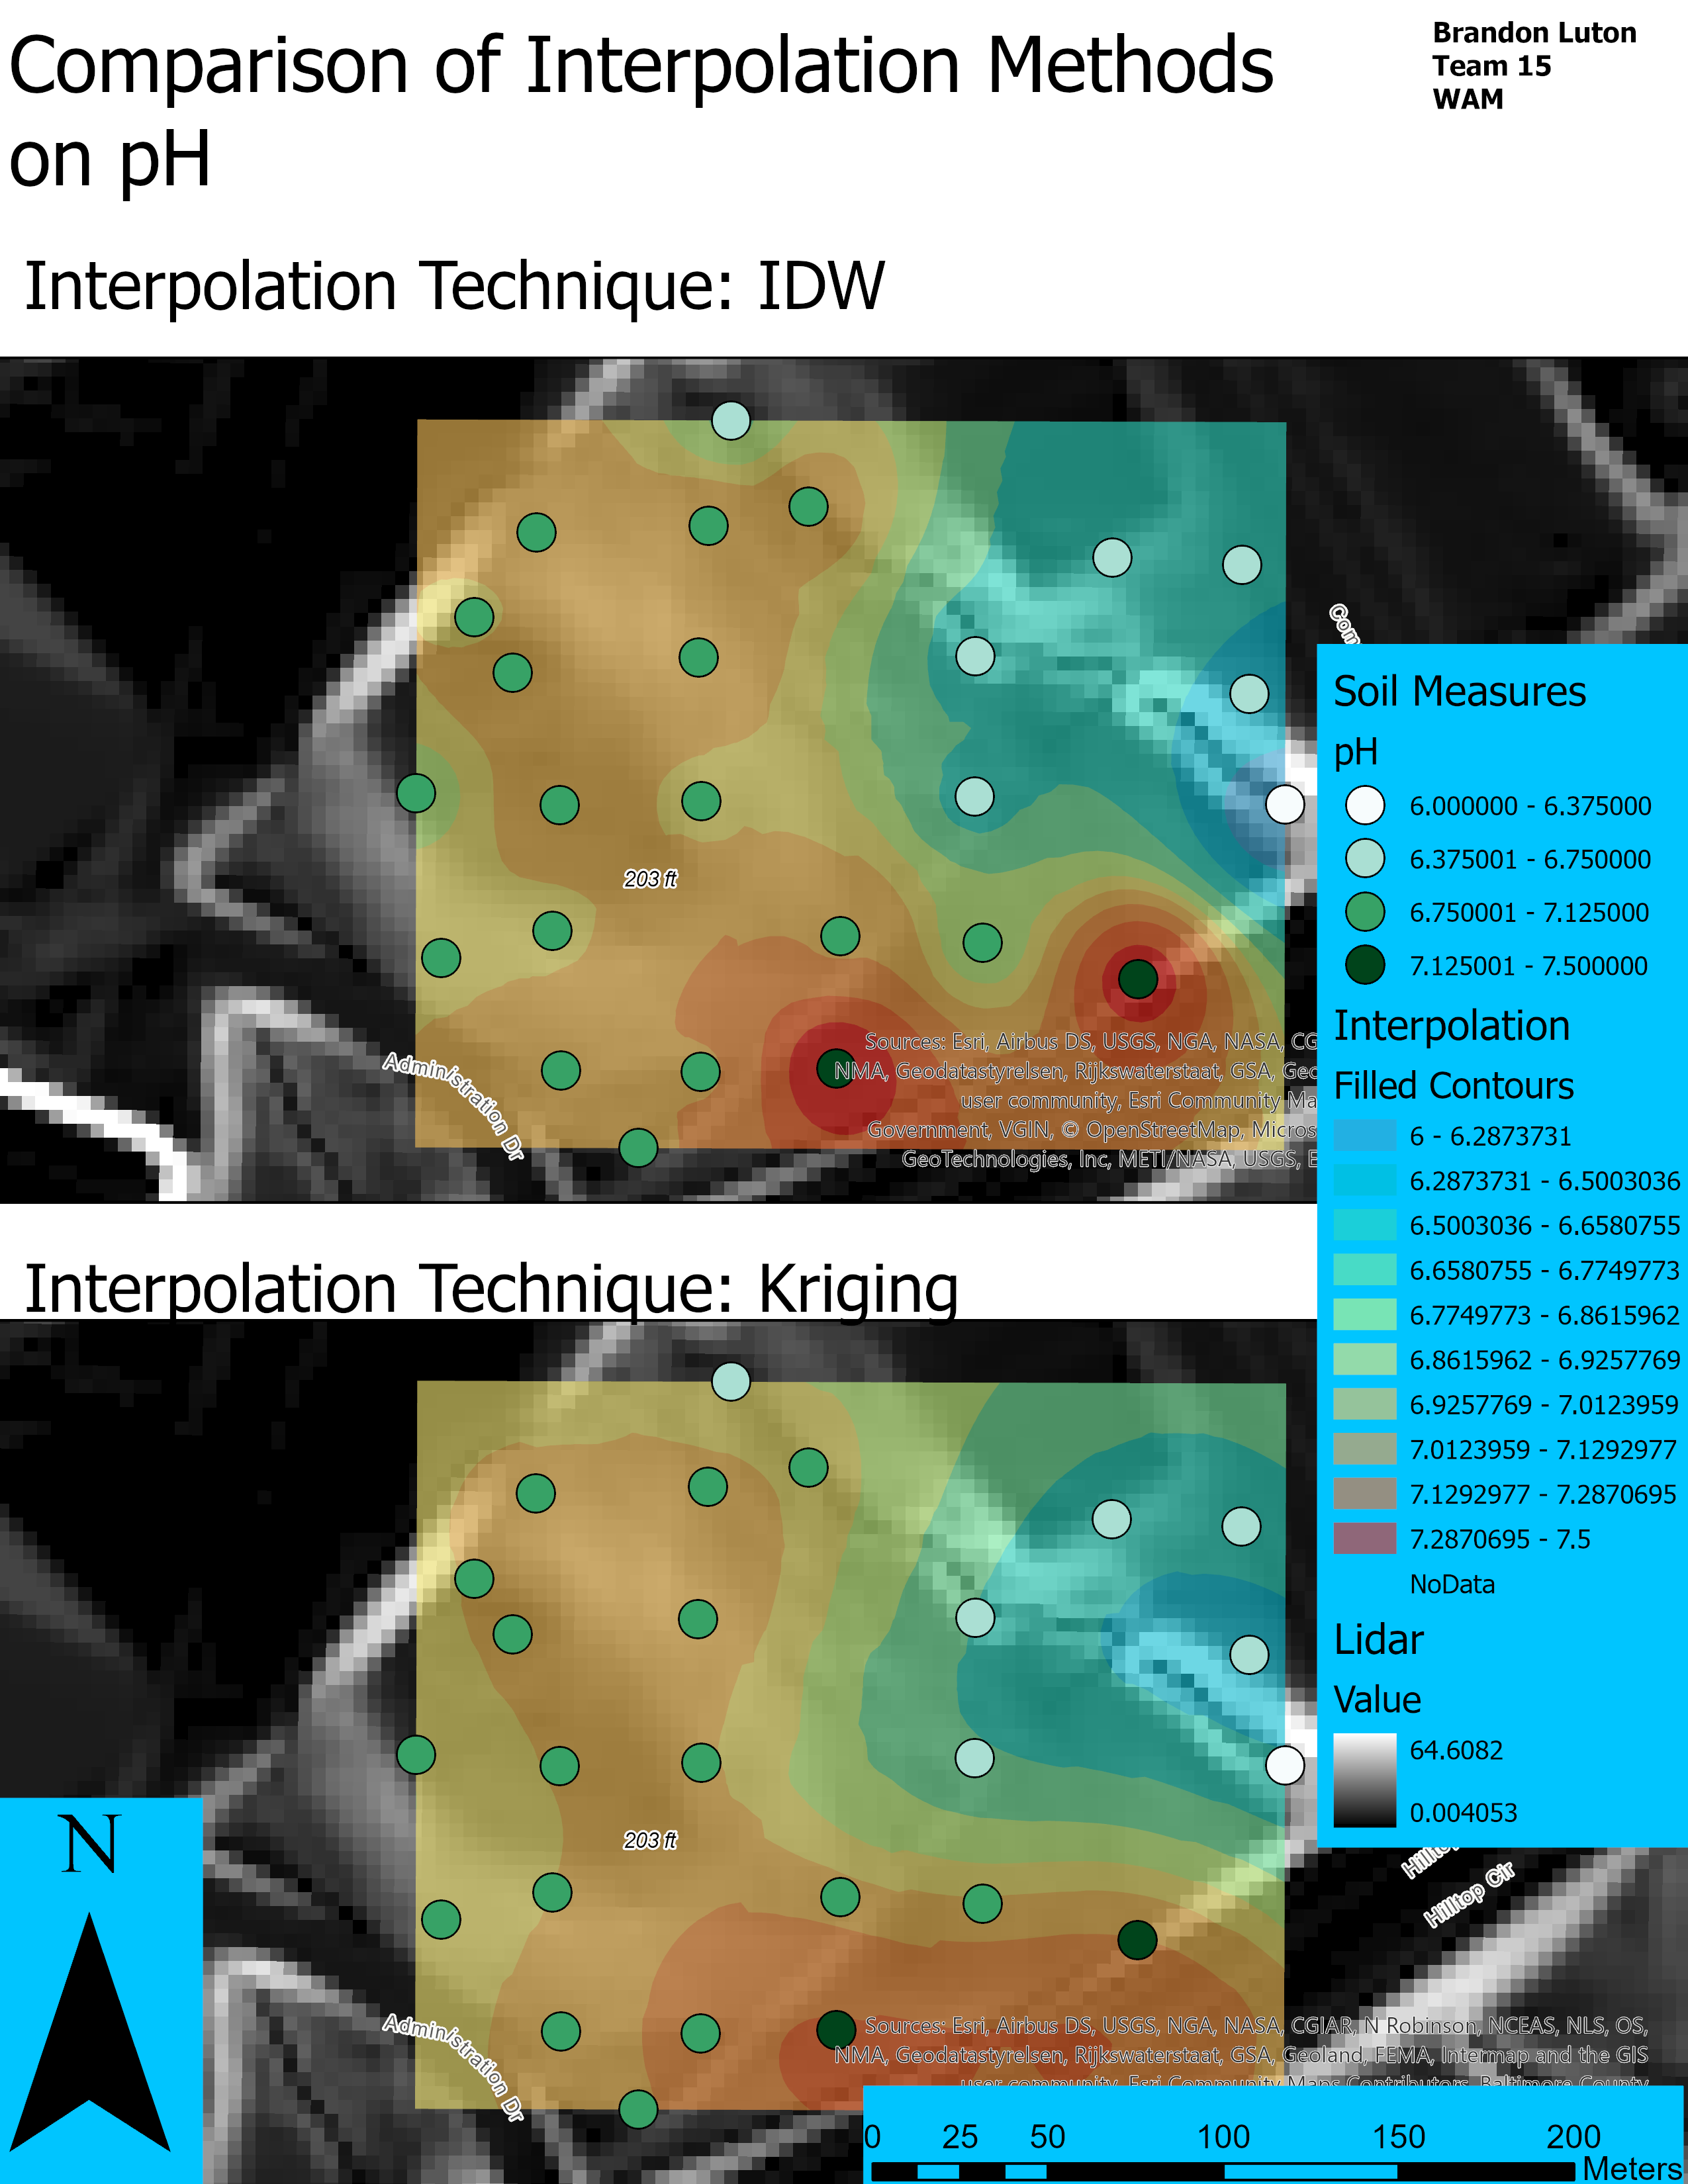 Comparison of Interpolation Methods
on pH
Brandon Luton
Team 15
WAM
Interpolation Technique: IDW
Com
203 ft
Administration Dr
Sources: Esri, Airbus DS, USGS, NGA, NASA, CG
NMA, Geodatastyrelsen, Rijkswaterstaat, GSA, Geo
user community, Esri Community Ma
Government, VGIN, © OpenStreetMap, Micros
GeoTechnologies, Inc, METI/NASA, USGS, E
Soil Measures
pH
6.000000 - 6.375000
6.375001 - 6.750000
6.750001 - 7.125000
7.125001 - 7.500000
Interpolation
Filled Contours
6 - 6.2873731
6.2873731 - 6.5003036
6.5003036 - 6.6580755
6.6580755 - 6.7749773
6.7749773 - 6.8615962
6.8615962 - 6.9257769
6.9257769 - 7.0123959
7.0123959 - 7.1292977
7.1292977 - 7.2870695
7.2870695 - 7.5
NoData
Lidar
Value
64.6082
0.004053
Interpolation Technique: Kriging
203 ft
Hilltop Cir
Administration Dr
Sources: Esri, Airbus DS, USGS, NGA, NASA, CGIAR, N Robinson, NCEAS, NLS, OS,
NMA, Geodatastyrelsen, Rijkswaterstaat, GSA, Geoland, FEMA, Intermap and the GIS
user community, Esri Community Maps Contributors, Baltimore County
N
0 25 50 100 150 200
Meters